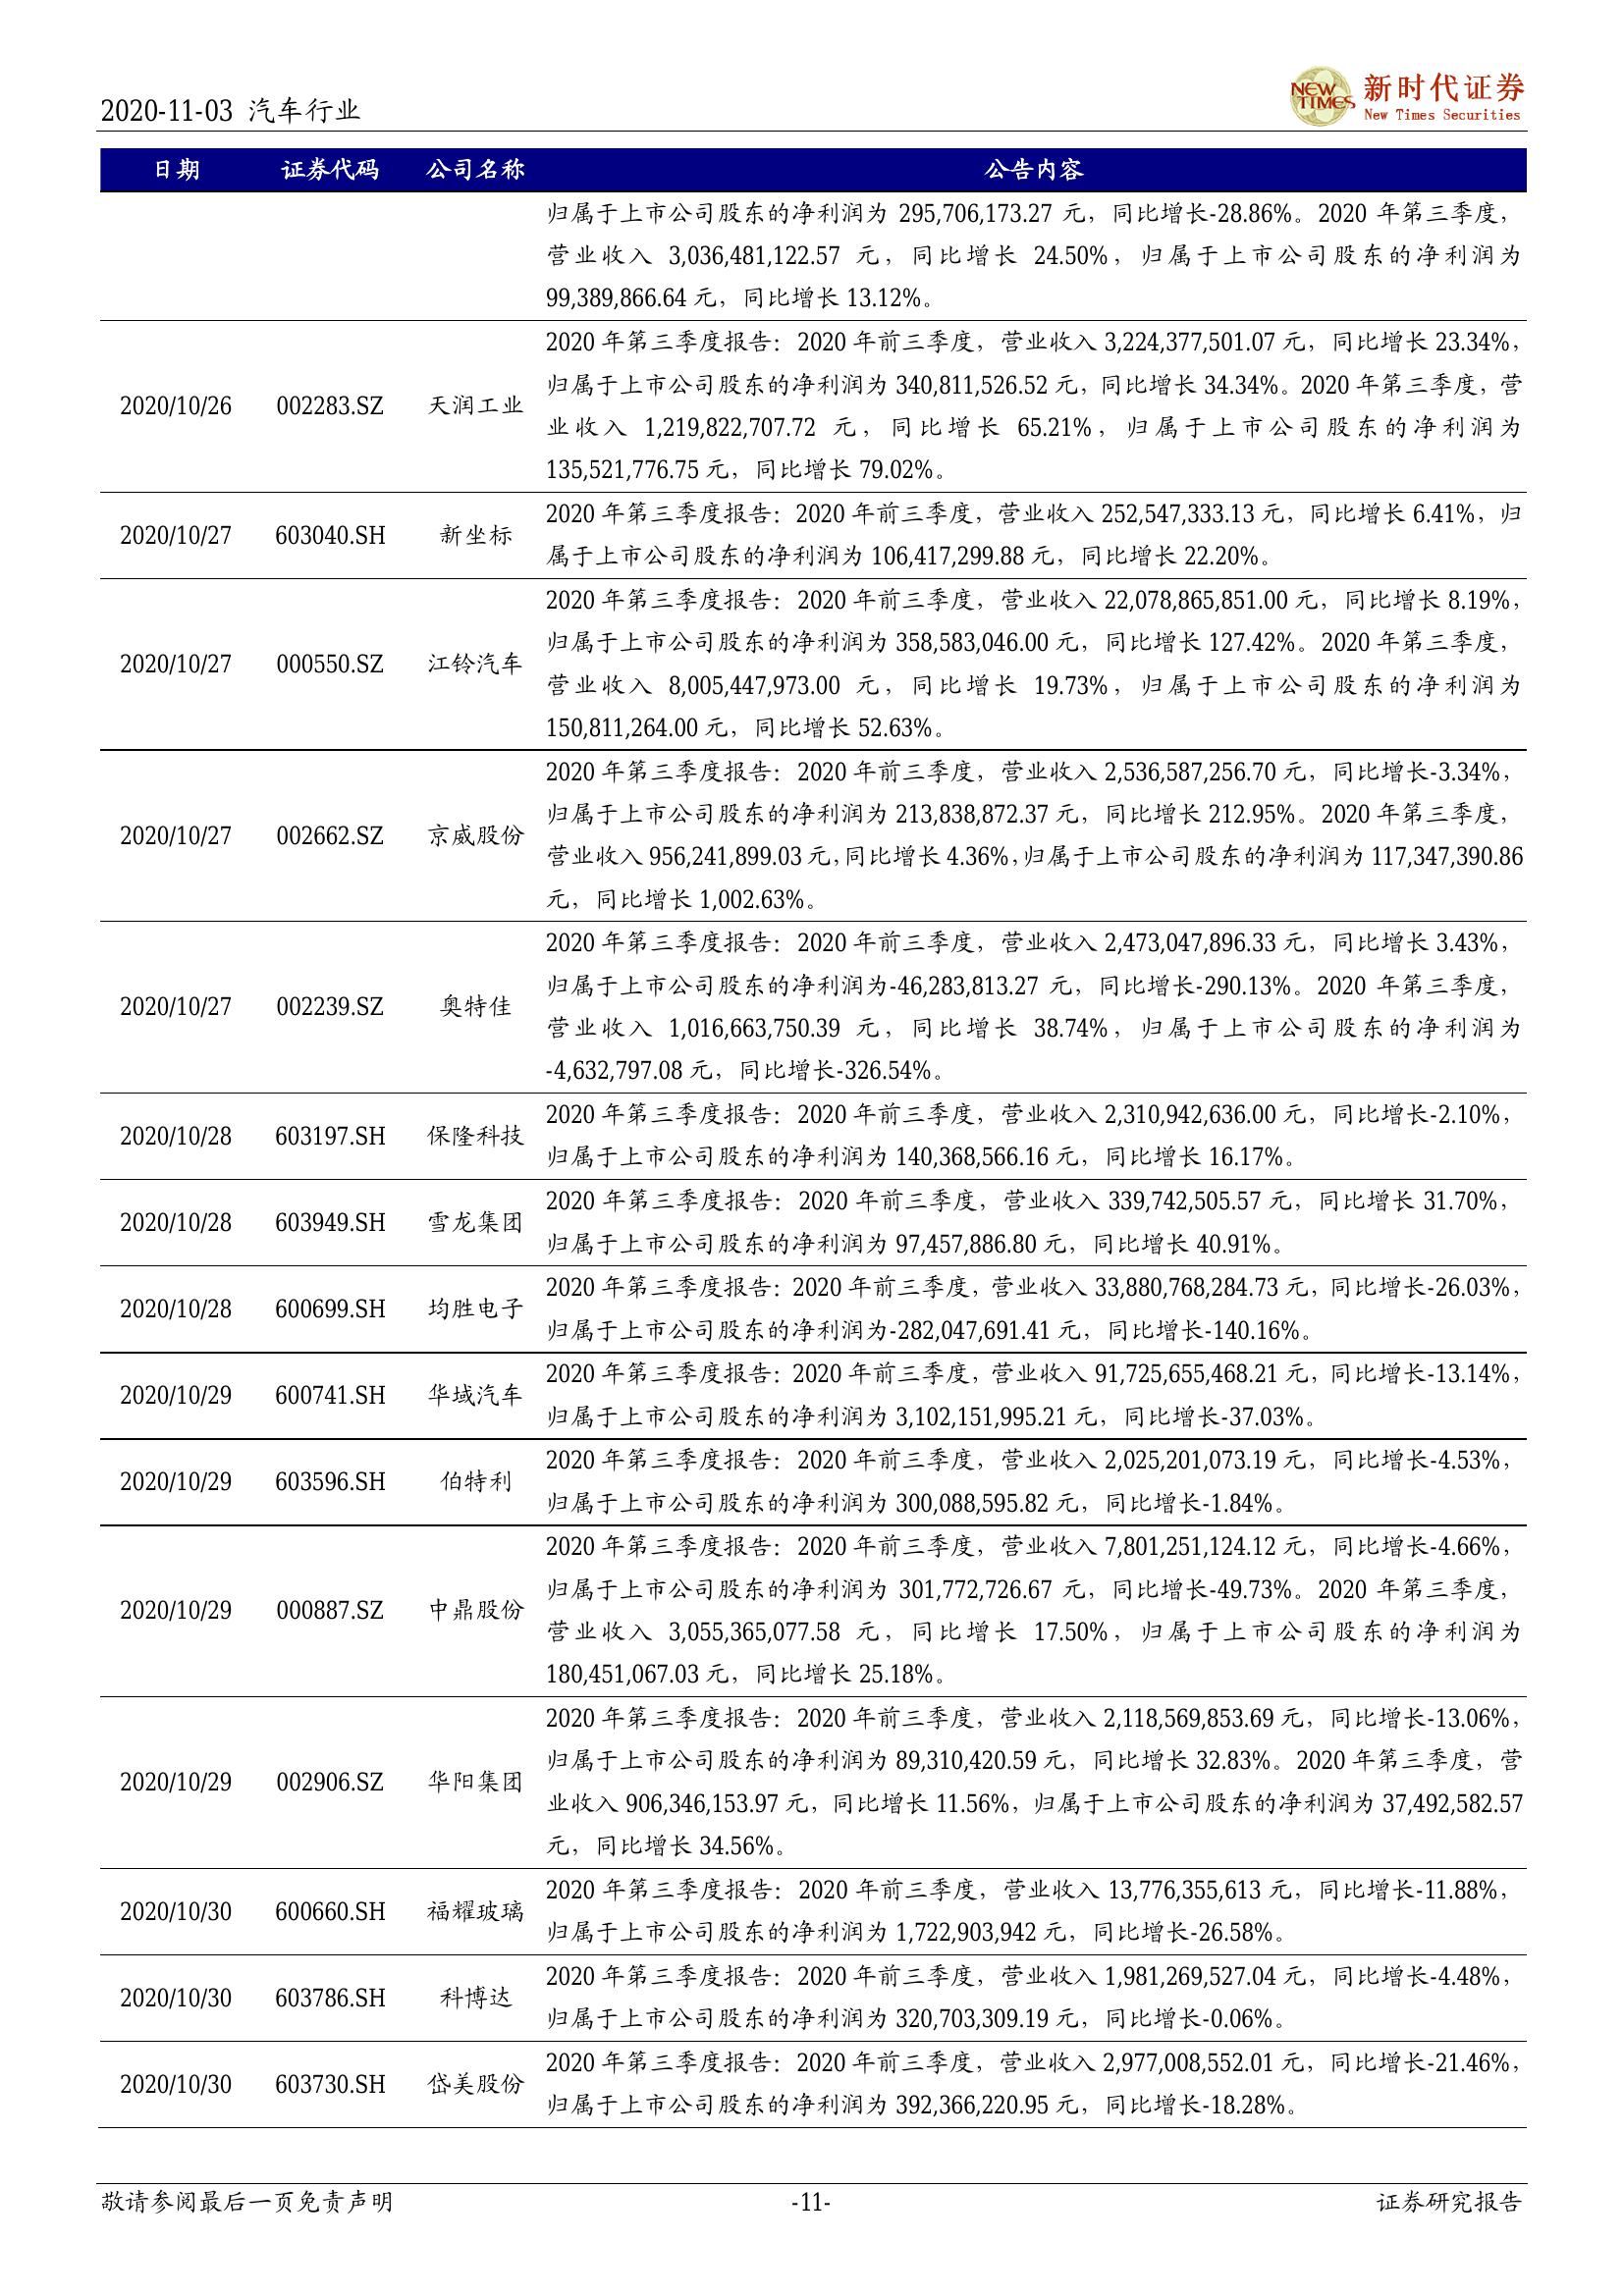 2020-11-03 汽车行业
NEW TIMES 新时代证券
New Times Securities
日期 证券代码 公司名称 公告内容
归属于上市公司股东的净利润为 295,706,173.27 元，同比增长-28.86%。2020 年第三季度，
营业收入 3,036,481,122.57 元，同比增长 24.50%，归属于上市公司股东的净利润为
99,389,866.64 元，同比增长 13.12%。
2020/10/26 002283.SZ 天润工业
2020 年第三季度报告：2020 年前三季度，营业收入 3,224,377,501.07 元，同比增长 23.34%，
归属于上市公司股东的净利润为 340,811,526.52 元，同比增长 34.34%。2020 年第三季度，营
业收入 1,219,822,707.72 元，同比增长 65.21%，归属于上市公司股东的净利润为
135,521,776.75 元，同比增长 79.02%。
2020/10/27 603040.SH 新坐标
2020 年第三季度报告：2020 年前三季度，营业收入 252,547,333.13 元，同比增长 6.41%，归
属于上市公司股东的净利润为 106,417,299.88 元，同比增长 22.20%。
2020/10/27 000550.SZ 江铃汽车
2020 年第三季度报告：2020 年前三季度，营业收入 22,078,865,851.00 元，同比增长 8.19%，
归属于上市公司股东的净利润为 358,583,046.00 元，同比增长 127.42%。2020 年第三季度，
营业收入 8,005,447,973.00 元，同比增长 19.73%，归属于上市公司股东的净利润为
150,811,264.00 元，同比增长 52.63%。
2020/10/27 002662.SZ 京威股份
2020 年第三季度报告：2020 年前三季度，营业收入 2,536,587,256.70 元，同比增长-3.34%，
归属于上市公司股东的净利润为 213,838,872.37 元，同比增长 212.95%。2020 年第三季度，
营业收入 956,241,899.03 元，同比增长 4.36%，归属于上市公司股东的净利润为 117,347,390.86
元，同比增长 1,002.63%。
2020/10/27 002239.SZ 奥特佳
2020 年第三季度报告：2020 年前三季度，营业收入 2,473,047,896.33 元，同比增长 3.43%，
归属于上市公司股东的净利润为-46,283,813.27 元，同比增长-290.13%。2020 年第三季度，
营业收入 1,016,663,750.39 元，同比增长 38.74%，归属于上市公司股东的净利润为
-4,632,797.08 元，同比增长-326.54%。
2020/10/28 603197.SH 保隆科技
2020 年第三季度报告：2020 年前三季度，营业收入 2,310,942,636.00 元，同比增长-2.10%，
归属于上市公司股东的净利润为 140,368,566.16 元，同比增长 16.17%。
2020/10/28 603949.SH 雪龙集团
2020 年第三季度报告：2020 年前三季度，营业收入 339,742,505.57 元，同比增长 31.70%，
归属于上市公司股东的净利润为 97,457,886.80 元，同比增长 40.91%。
2020/10/28 600699.SH 均胜电子
2020 年第三季度报告：2020 年前三季度，营业收入 33,880,768,284.73 元，同比增长-26.03%，
归属于上市公司股东的净利润为-282,047,691.41 元，同比增长-140.16%。
2020/10/29 600741.SH 华域汽车
2020 年第三季度报告：2020 年前三季度，营业收入 91,725,655,468.21 元，同比增长-13.14%，
归属于上市公司股东的净利润为 3,102,151,995.21 元，同比增长-37.03%。
2020/10/29 603596.SH 伯特利
2020 年第三季度报告：2020 年前三季度，营业收入 2,025,201,073.19 元，同比增长-4.53%，
归属于上市公司股东的净利润为 300,088,595.82 元，同比增长-1.84%。
2020/10/29 000887.SZ 中鼎股份
2020 年第三季度报告：2020 年前三季度，营业收入 7,801,251,124.12 元，同比增长-4.66%，
归属于上市公司股东的净利润为 301,772,726.67 元，同比增长-49.73%。2020 年第三季度，
营业收入 3,055,365,077.58 元，同比增长 17.50%，归属于上市公司股东的净利润为
180,451,067.03 元，同比增长 25.18%。
2020/10/29 002906.SZ 华阳集团
2020 年第三季度报告：2020 年前三季度，营业收入 2,118,569,853.69 元，同比增长-13.06%，
归属于上市公司股东的净利润为 89,310,420.59 元，同比增长 32.83%。2020 年第三季度，营
业收入 906,346,153.97 元，同比增长 11.56%，归属于上市公司股东的净利润为 37,492,582.57
元，同比增长 34.56%。
2020/10/30 600660.SH 福耀玻璃
2020 年第三季度报告：2020 年前三季度，营业收入 13,776,355,613 元，同比增长-11.88%，
归属于上市公司股东的净利润为 1,722,903,942 元，同比增长-26.58%。
2020/10/30 603786.SH 科博达
2020 年第三季度报告：2020 年前三季度，营业收入 1,981,269,527.04 元，同比增长-4.48%，
归属于上市公司股东的净利润为 320,703,309.19 元，同比增长-0.06%。
2020/10/30 603730.SH 岱美股份
2020 年第三季度报告：2020 年前三季度，营业收入 2,977,008,552.01 元，同比增长-21.46%，
归属于上市公司股东的净利润为 392,366,220.95 元，同比增长-18.28%。
敬请参阅最后一页免责声明 -11- 证券研究报告